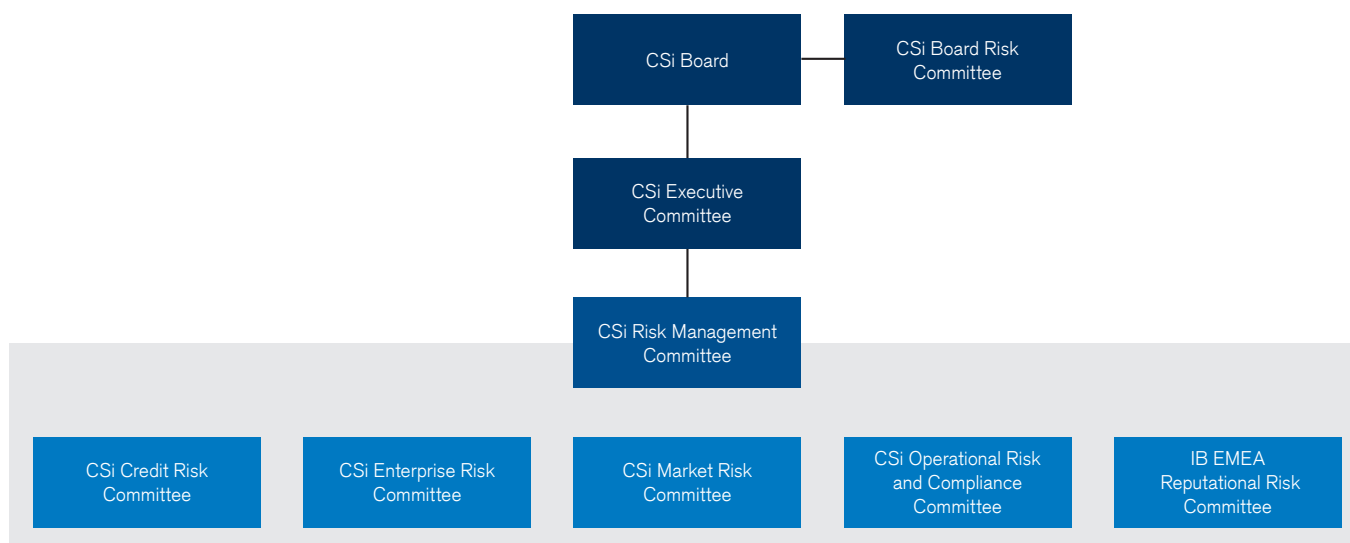 CSi Board
CSi Board Risk
Committee
CSi Executive
Committee
CSi Risk Management
Committee
CSi Credit Risk
Committee
CSi Enterprise Risk
Committee
CSi Market Risk
Committee
CSi Operational Risk
and Compliance
Committee
IB EMEA
Reputational Risk
Committee